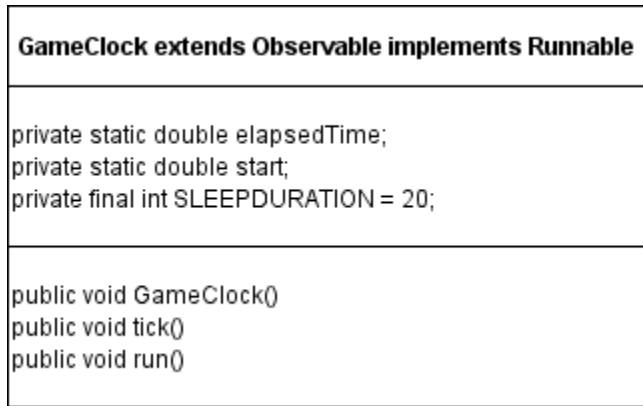 GameClock extends Observable implements Runnable
private static double elapsedTime;
private static double start;
private final int SLEEPDURATION = 20;
public void GameClock()
public void tick()
public void run()